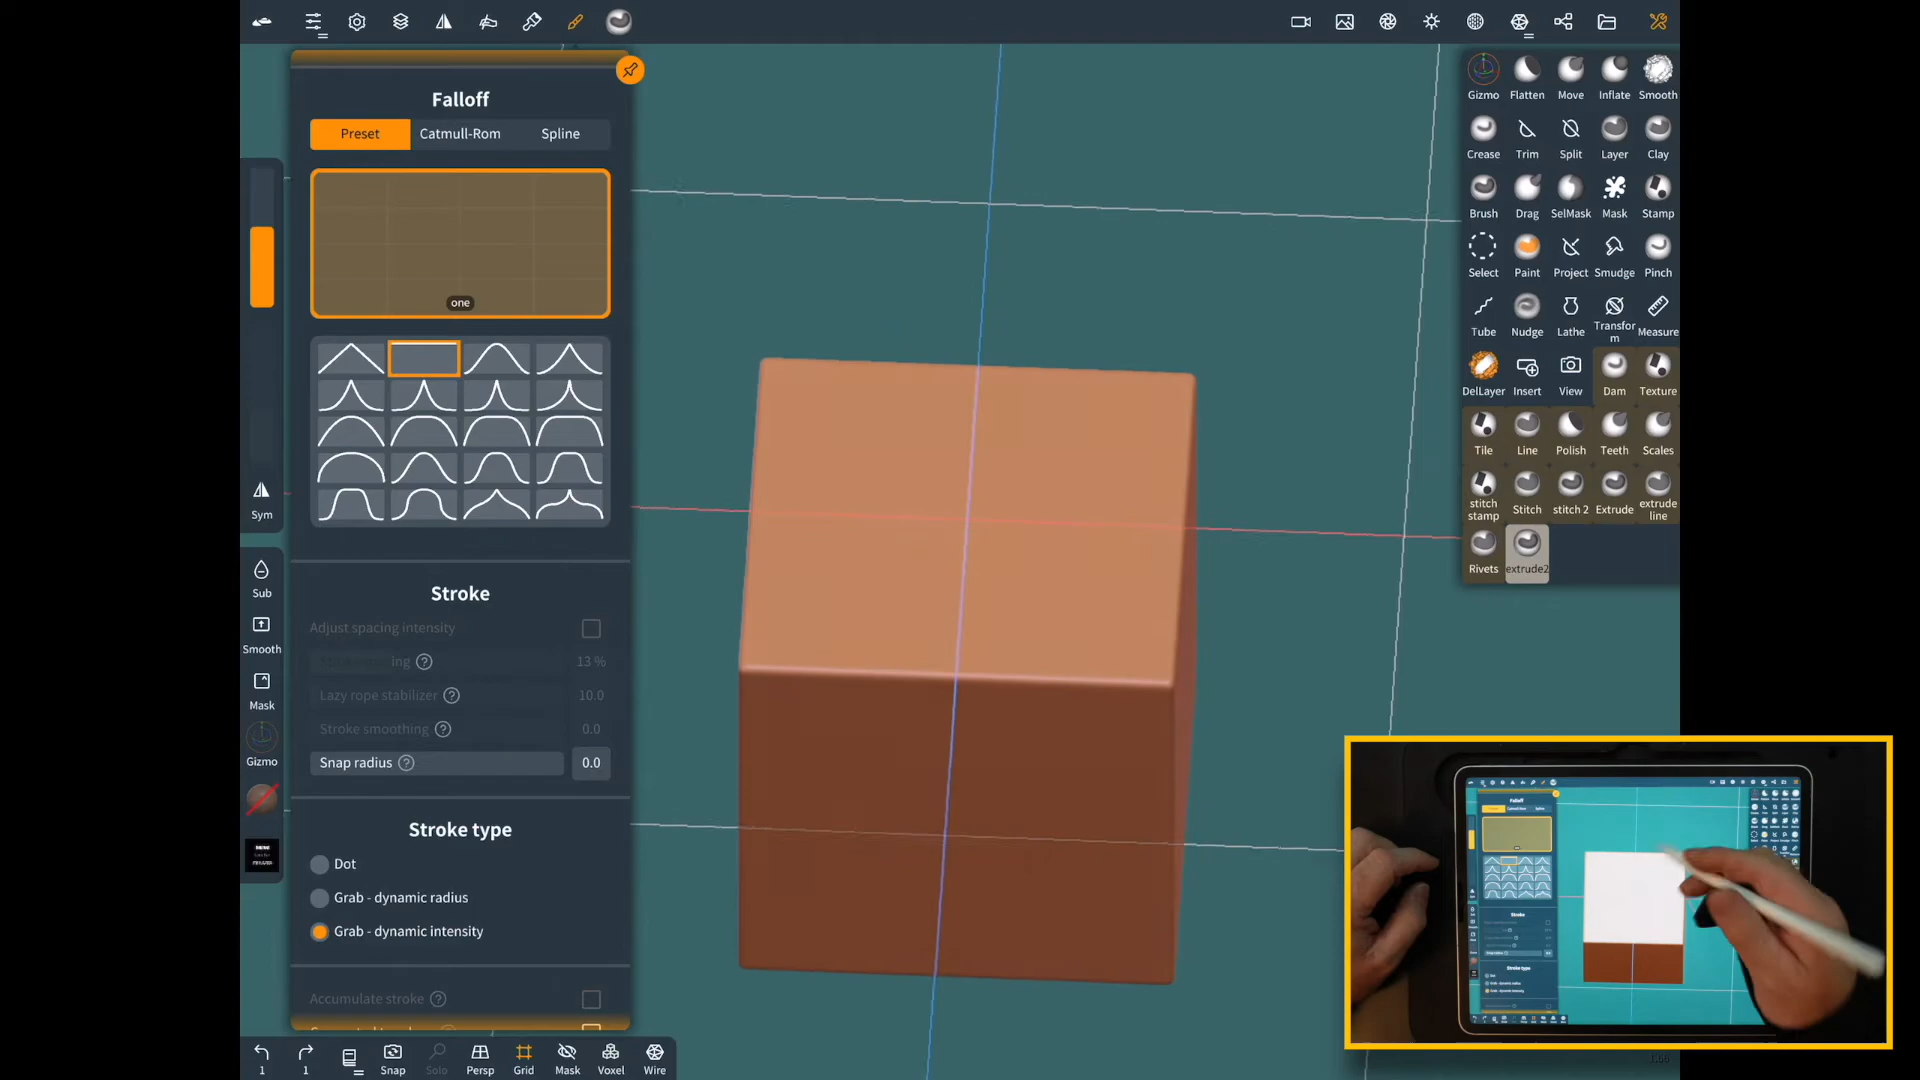 Falloff
Preset
Catmull-Rom
Spline
one
Stroke
Adjust spacing intensity
ing
13 %
Lazy rope stabilizer
10.0
Stroke smoothing
0.0
Snap radius
0.0
Stroke type
Dot
Grab - dynamic radius
Grab - dynamic intensity
Accumulate stroke
Sym
Sub
Smooth
Mask
Gizmo
1
1
Snap
Solo
Persp
Grid
Mask
Voxel
Wire
Gizmo
Flatten
Move
Inflate
Smooth
Crease
Trim
Split
Layer
Clay
Brush
Drag
SelMask
Mask
Stamp
Select
Paint
Project
Smudge
Pinch
Tube
Nudge
Lathe
Transfor
m
Measure
DelLayer
Insert
View
Dam
Texture
Tile
Line
Polish
Teeth
Scales
stitch
stamp
Stitch
stitch 2
Extrude
extrude
line
Rivets
extrude2
Falloff
Stroke
Stroke type